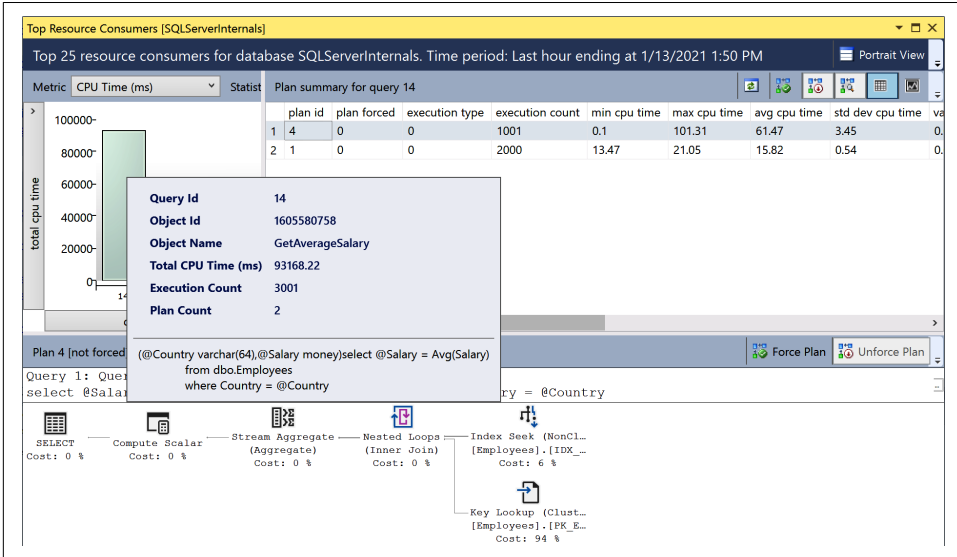 Top Resource Consumers [SQLServerInternals]
Top 25 resource consumers for database SQLServerInternals. Time period: Last hour ending at 1/13/2021 1:50 PM
Portrait View
Metric CPU Time (ms) Statist
Plan summary for query 14
plan id plan forced execution type execution count min cpu time max cpu time avg cpu time std dev cpu time va
1 4 0 0 1001 0.1 101.31 61.47 3.45 0.
2 1 0 0 2000 13.47 21.05 15.82 0.54 0.
total cpu time
100000
80000
60000
40000
20000
0
14
Query Id 14
Object Id 1605580758
Object Name GetAverageSalary
Total CPU Time (ms) 93168.22
Execution Count 3001
Plan Count 2
(@Country varchar(64),@Salary money)select @Salary = Avg(Salary)
from dbo.Employees
where Country = @Country
Plan 4 [not forced
Force Plan
Unforce Plan
Query 1: Quer
select @Salar
ry = @Country
SELECT
Cost: 0 %
Compute Scalar
Cost: 0 %
Stream Aggregate
(Aggregate)
Cost: 0 %
Nested Loops
(Inner Join)
Cost: 0 %
Index Seek (NonCl…
[Employees].[IDX_…
Cost: 6 %
Key Lookup (Clust…
[Employees].[PK_E…
Cost: 94 %